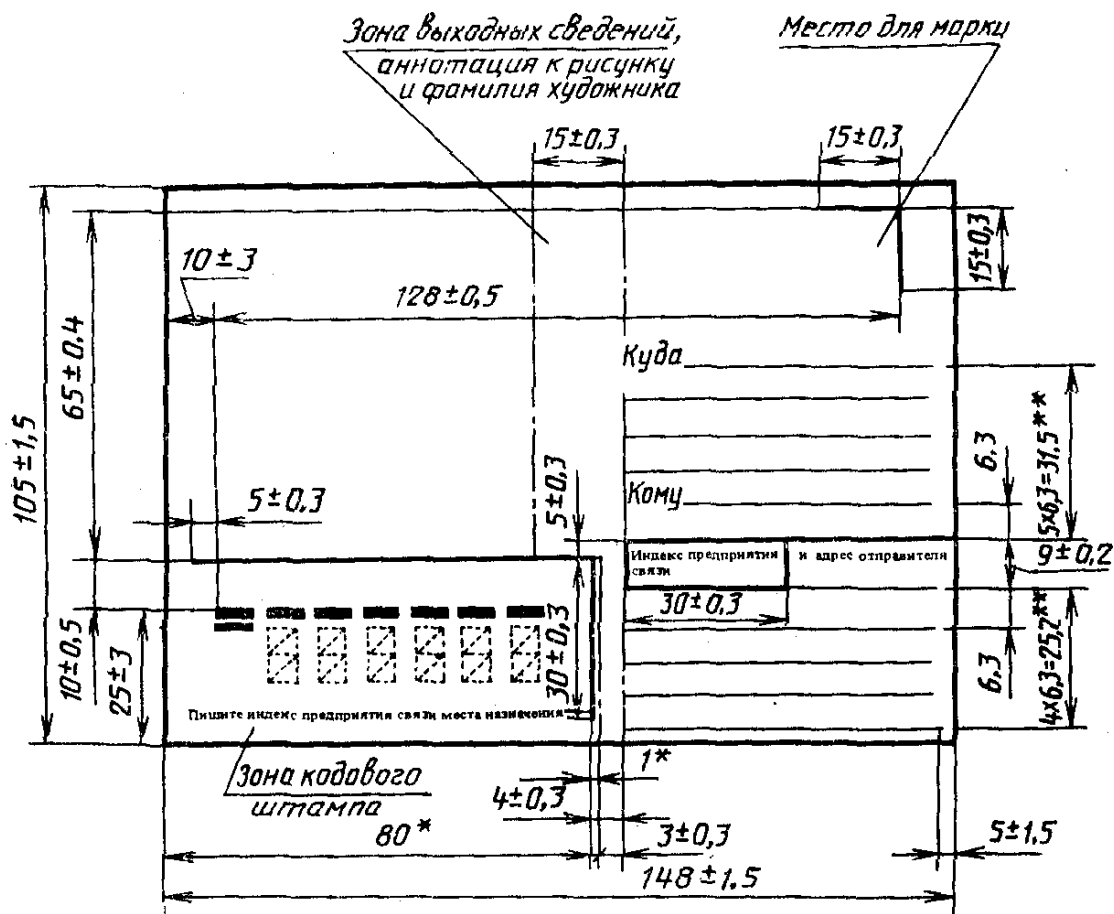 Зона выходных сведений,
аннотация к рисунку
и фамилия художника
Место для марки
15±0,3
15±0,3
15±0,3
10±3
128±0,5
65±0,4
105±1,5
Куда
5×6,3=31,5**
6,3
5±0,3
5±0,3
Кому
Индекс предприятия
связи
и адрес отправителя
9±0,2
30±0,3
30±0,3
10±0,5
25±3
6,3
4×6,3=25,2**
Пишите индекс предприятия связи места назначения
Зона кодового
штампа
1*
4±0,3
80*
3±0,3
5±1,5
148±1,5